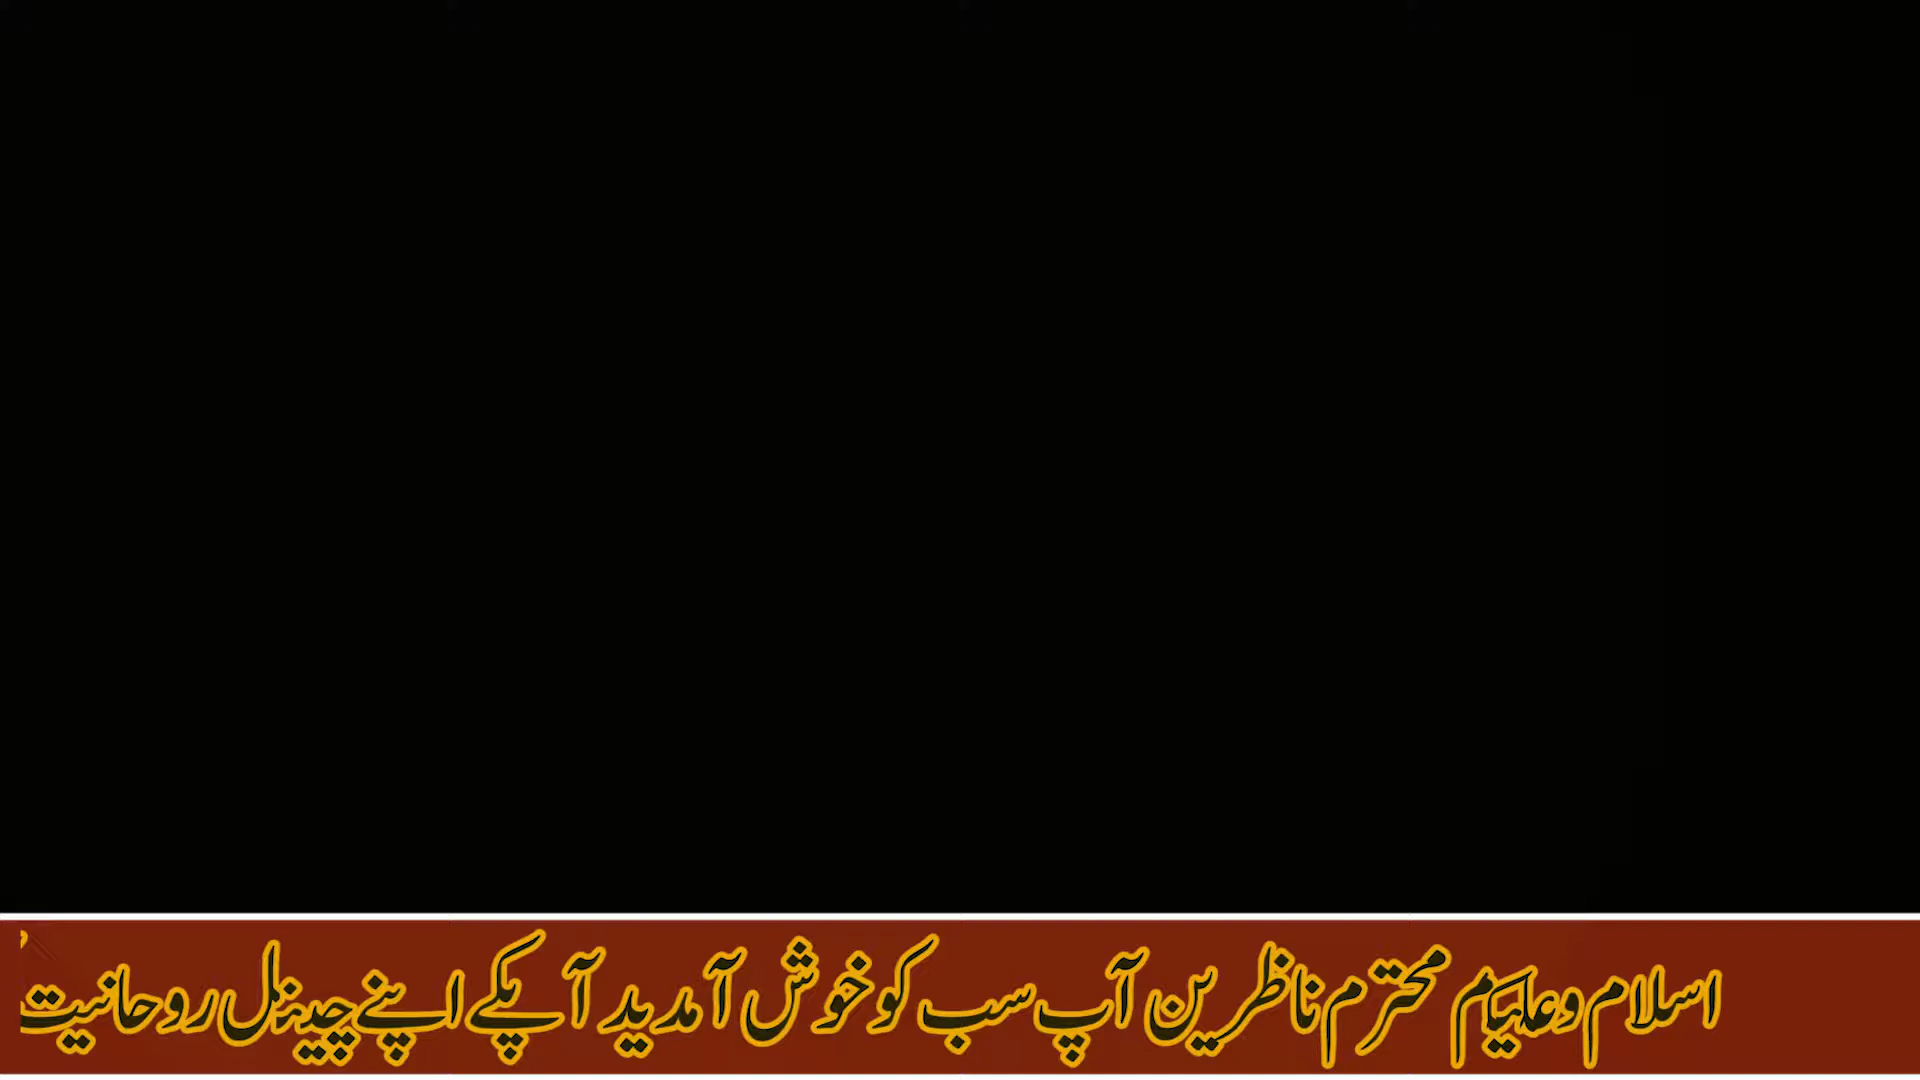 اسلام وعلیکم محترم ناظرین آپ سب کو خوش آمدید آپکے اپنے چینل روحانیت